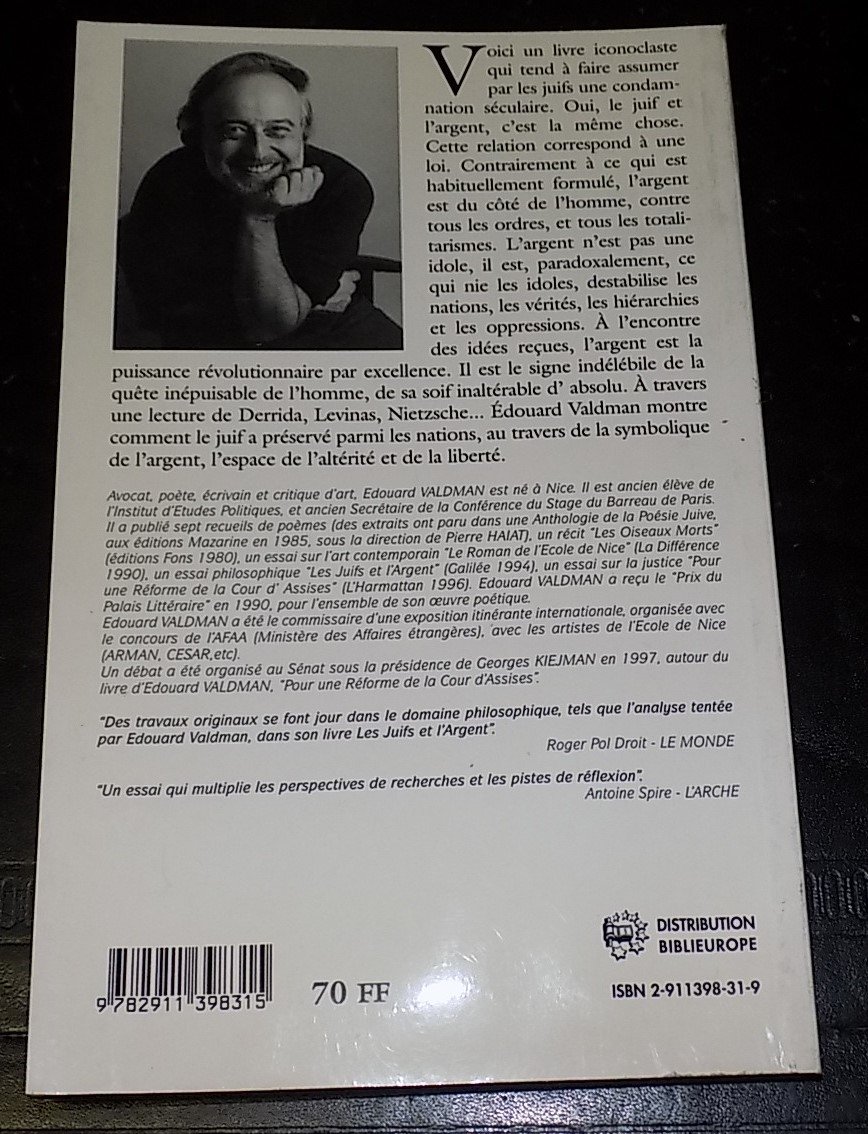 Voici un livre iconoclaste
qui tend à faire assumer
par les juifs une condam-
nation séculaire. Oui, le juif et
l'argent, c'est la même chose.
Cette relation correspond à une
loi. Contrairement à ce qui est
habituellement formulé, l'argent
est du côté de l'homme, contre
tous les ordres, et tous les totali-
tarismes. L'argent n'est pas une
idole, il est, paradoxalement, ce
qui nie les idoles, destabilise les
nations, les vérités, les hiérarchies
et les oppressions. À l'encontre
des idées reçues, l'argent est la
puissance révolutionnaire par excellence. Il est le signe indélébile de la
quête inépuisable de l'homme, de sa soif inaltérable d' absolu. À travers
une lecture de Derrida, Levinas, Nietzsche... Édouard Valdman montre
comment le juif a préservé parmi les nations, au travers de la symbolique
de l'argent, l'espace de l'altérité et de la liberté.
Avocat, poète, écrivain et critique d'art, Edouard VALDMAN est né à Nice. Il est ancien élève de
l'Institut d'Etudes Politiques, et ancien Secrétaire de la Conférence du Stage du Barreau de Paris.
Il a publié sept recueils de poèmes (des extraits ont paru dans une Anthologie de la Poésie Juive,
aux éditions Mazarine en 1985, sous la direction de Pierre HAIAT), un récit "Les Oiseaux Morts"
(éditions Fons 1980), un essai sur l'art contemporain "Le Roman de l'Ecole de Nice" (La Différence
1990), un essai philosophique "Les Juifs et l'Argent" (Galilée 1994), un essai sur la justice "Pour
une Réforme de la Cour d' Assises" (L'Harmattan 1996). Edouard VALDMAN a reçu le "Prix du
Palais Littéraire" en 1990, pour l'ensemble de son œuvre poétique.
Edouard VALDMAN a été le commissaire d'une exposition itinérante internationale, organisée avec
le concours de l'AFAA (Ministère des Affaires étrangères), avec les artistes de l'Ecole de Nice
(ARMAN, CESAR,etc).
Un débat a été organisé au Sénat sous la présidence de Georges KIEJMAN en 1997, autour du
livre d'Edouard VALDMAN, "Pour une Réforme de la Cour d'Assises".
"Des travaux originaux se font jour dans le domaine philosophique, tels que l'analyse tentée
par Edouard Valdman, dans son livre Les Juifs et l'Argent".
Roger Pol Droit - LE MONDE
"Un essai qui multiplie les perspectives de recherches et les pistes de réflexion".
Antoine Spire - L'ARCHE
DISTRIBUTION
BIBLIEUROPE
9 782911 398315
70 FF
ISBN 2-911398-31-9